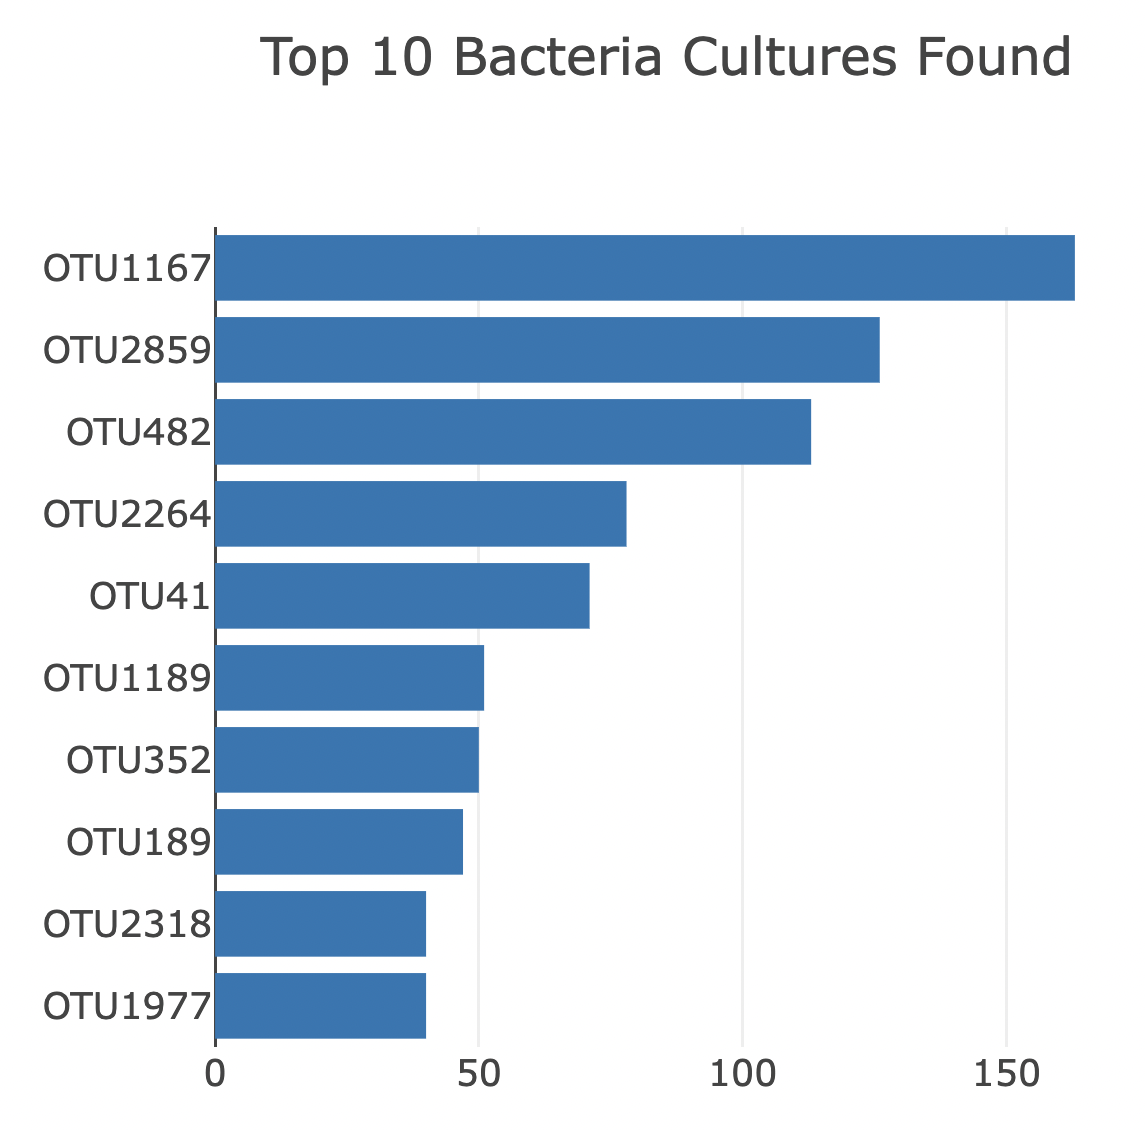 Top 10 Bacteria Cultures Found
OTU1167
OTU2859
OTU482
OTU2264
OTU41
OTU1189
OTU352
OTU189
OTU2318
OTU1977
0 50 100 150